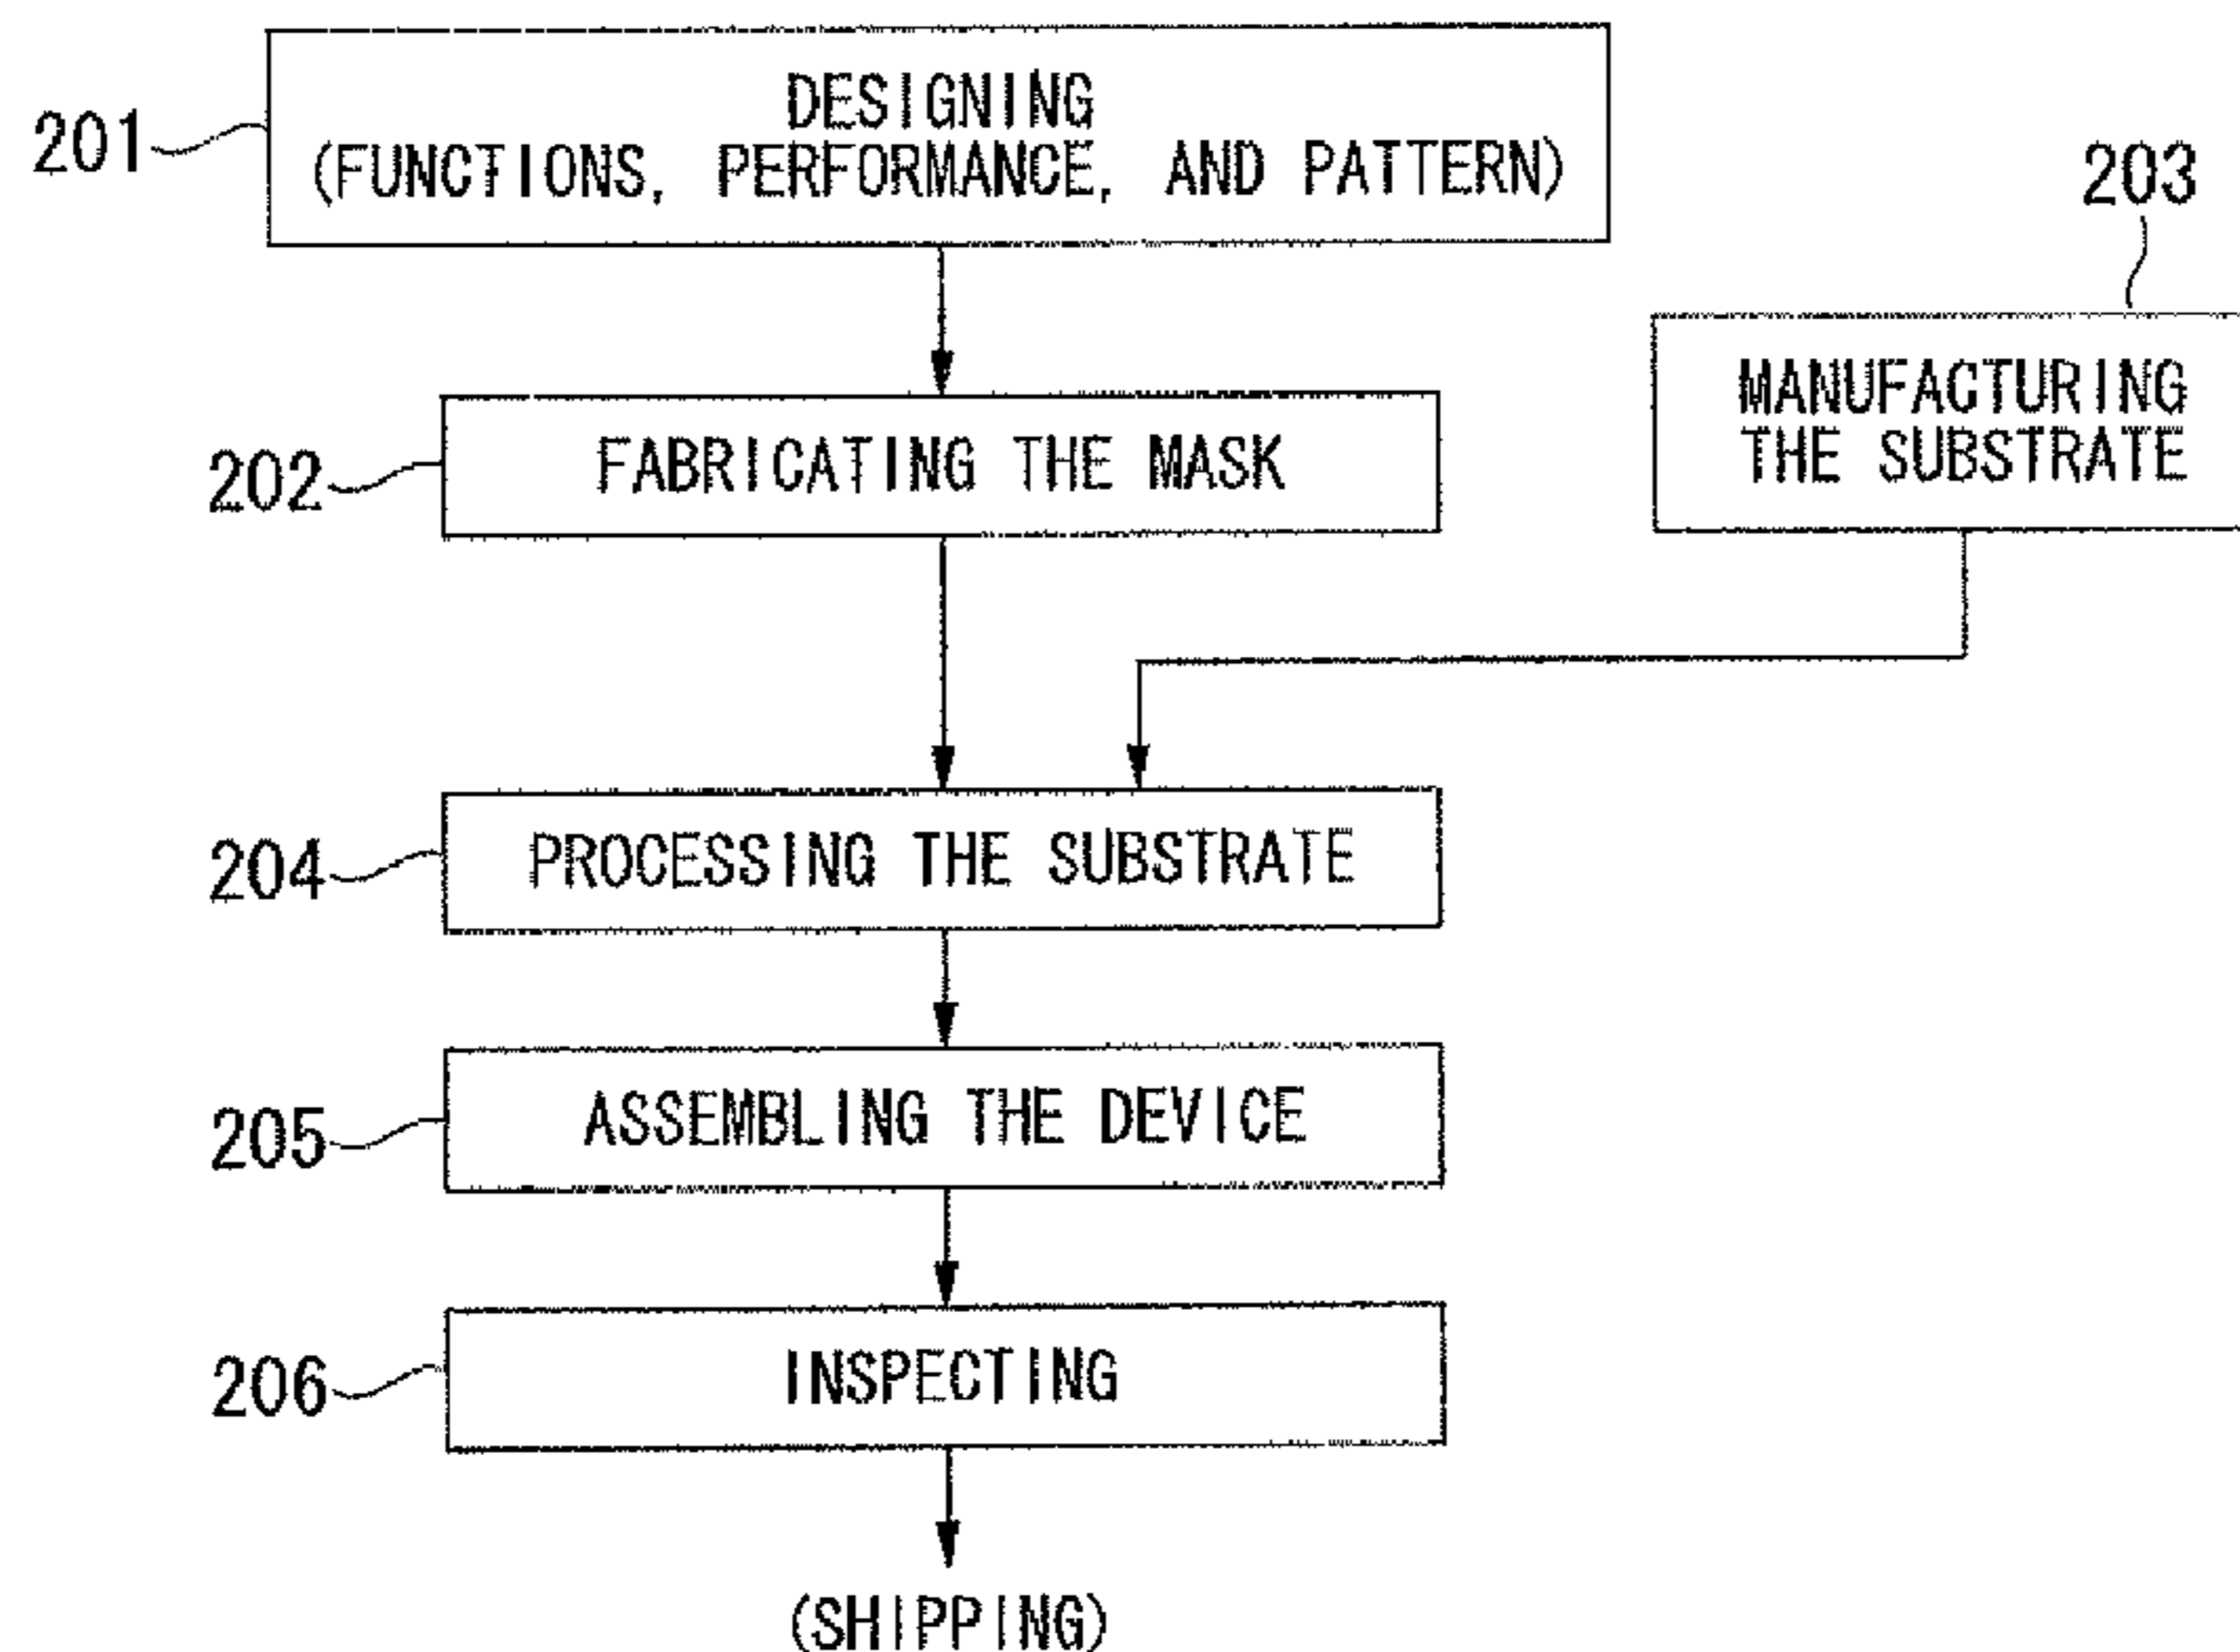 201
DESIGNING
(FUNCTIONS, PERFORMANCE, AND PATTERN)
203
202
FABRICATING THE MASK
MANUFACTURING
THE SUBSTRATE
204
PROCESSING THE SUBSTRATE
205
ASSEMBLING THE DEVICE
206
INSPECTING
(SHIPPING)